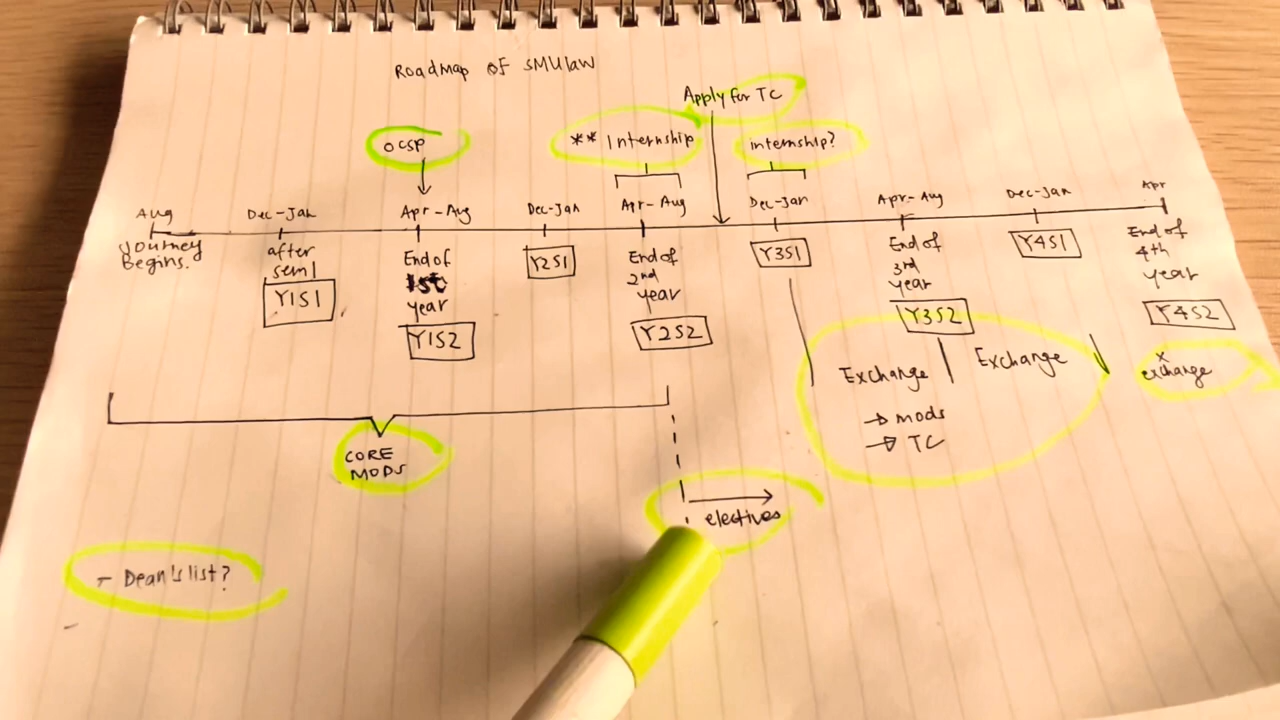 Roadmap of SMU law
Apply for TC
OCSP
** Internship
internship?
Aug
Dec-Jan
Apr-Aug
Dec-Jan
Apr-Aug
Dec-Jan
Apr-Aug
Dec-Jan
Apr
Journey
Begins.
after
sem 1
Y1S1
End of
1st
year
Y1S2
Y2S1
End of
2nd
year
Y2S2
Y3S1
End of
3rd
year
Y3S2
Y4S1
End of
4th
year
Y4S2
Exchange
→ mods
→ TC
Exchange
x
exchange
CORE
MODS
electives
- Dean's list?